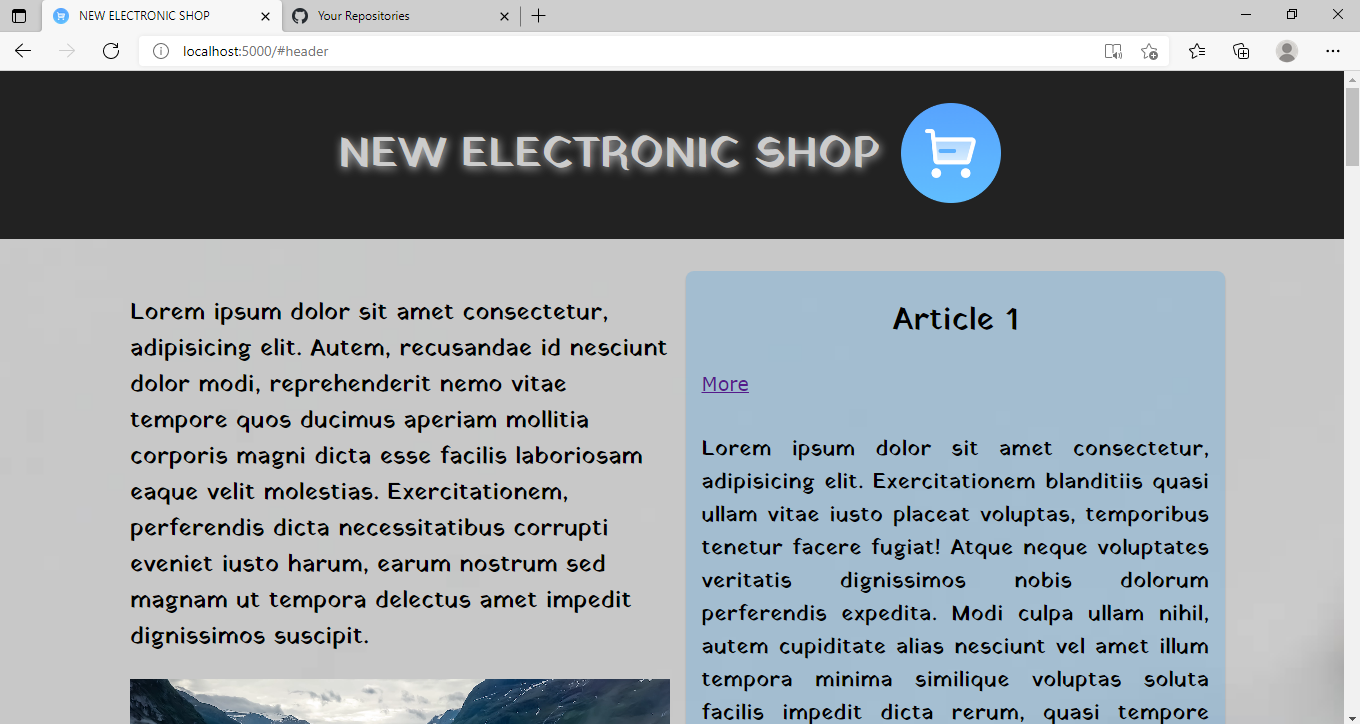 NEW ELECTRONIC SHOP
Your Repositories
localhost:5000/#header
NEW ELECTRONIC SHOP
Lorem ipsum dolor sit amet consectetur,
adipisicing elit. Autem, recusandae id nesciunt
dolor modi, reprehenderit nemo vitae
tempore quos ducimus aperiam mollitia
corporis magni dicta esse facilis laboriosam
eaque velit molestias. Exercitationem,
perferendis dicta necessitatibus corrupti
eveniet iusto harum, earum nostrum sed
magnam ut tempora delectus amet impedit
dignissimos suscipit.
Article 1
More
Lorem ipsum dolor sit amet consectetur,
adipisicing elit. Exercitationem blanditiis quasi
ullam vitae iusto placeat voluptas, temporibus
tenetur facere fugiat! Atque neque voluptates
veritatis dignissimos nobis dolorum
perferendis expedita. Modi culpa ullam nihil,
autem cupiditate alias nesciunt vel amet illum
tempora minima similique voluptas soluta
facilis impedit dicta rerum, quasi tempore